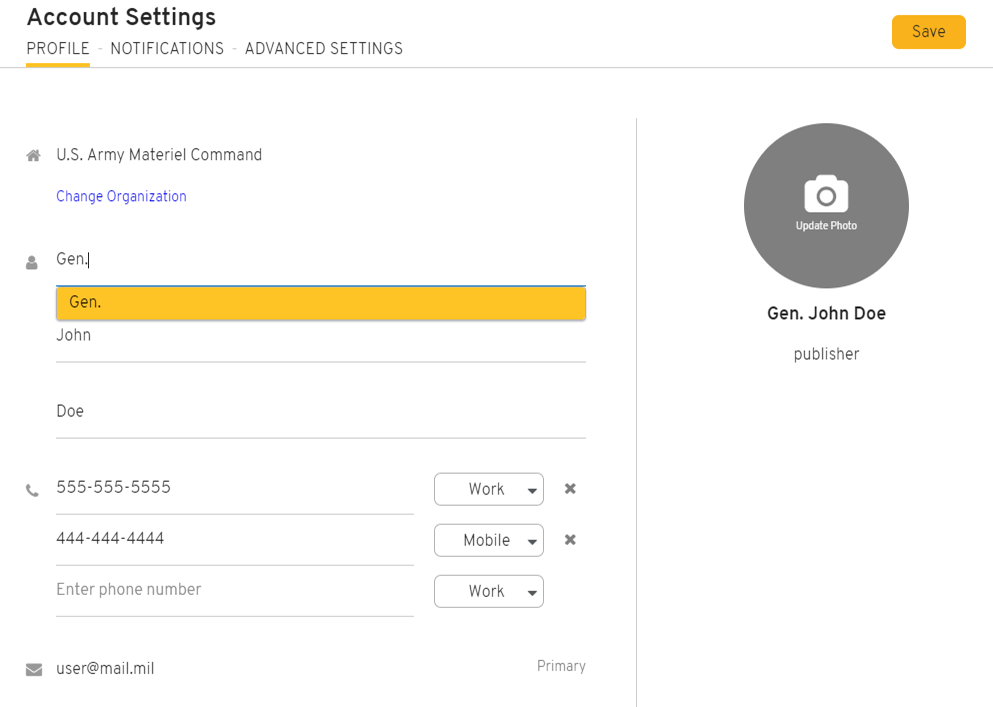 Account Settings
Save
PROFILE - NOTIFICATIONS - ADVANCED SETTINGS
U.S. Army Materiel Command
Change Organization
Gen.
Gen.
John
Doe
555-555-5555 Work
444-444-4444 Mobile
Enter phone number Work
user@mail.mil Primary
Update Photo
Gen. John Doe
publisher